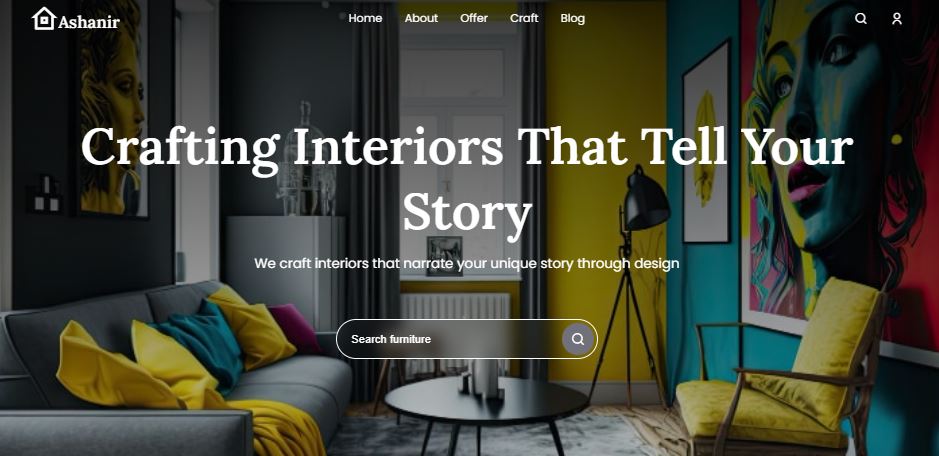 Ashanir
Home About Offer Craft Blog
Crafting Interiors That Tell Your
Story
We craft interiors that narrate your unique story through design
Search furniture